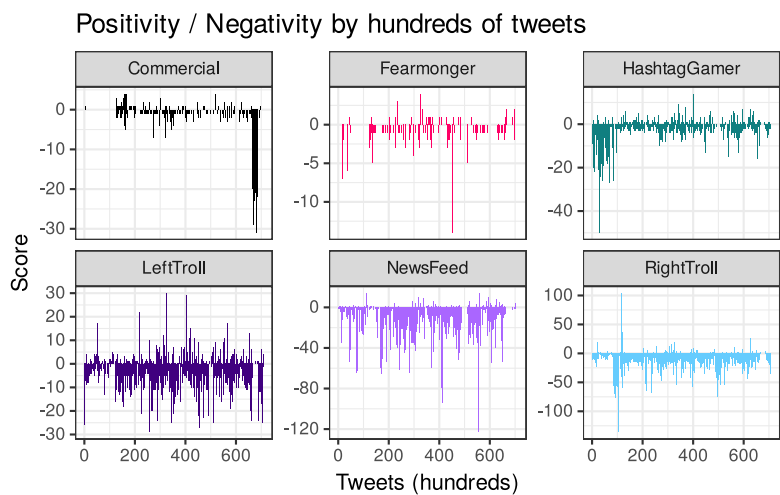 Positivity / Negativity by hundreds of tweets
Commercial
Fearmonger
HashtagGamer
0
-10
-20
-30
0
-5
-10
0
-20
-40
Score
LeftTroll
NewsFeed
RightTroll
30
20
10
0
-10
-20
-30
0
-40
-80
-120
100
50
0
-50
-100
0 200 400 600
0 200 400 600
0 200 400 600
Tweets (hundreds)